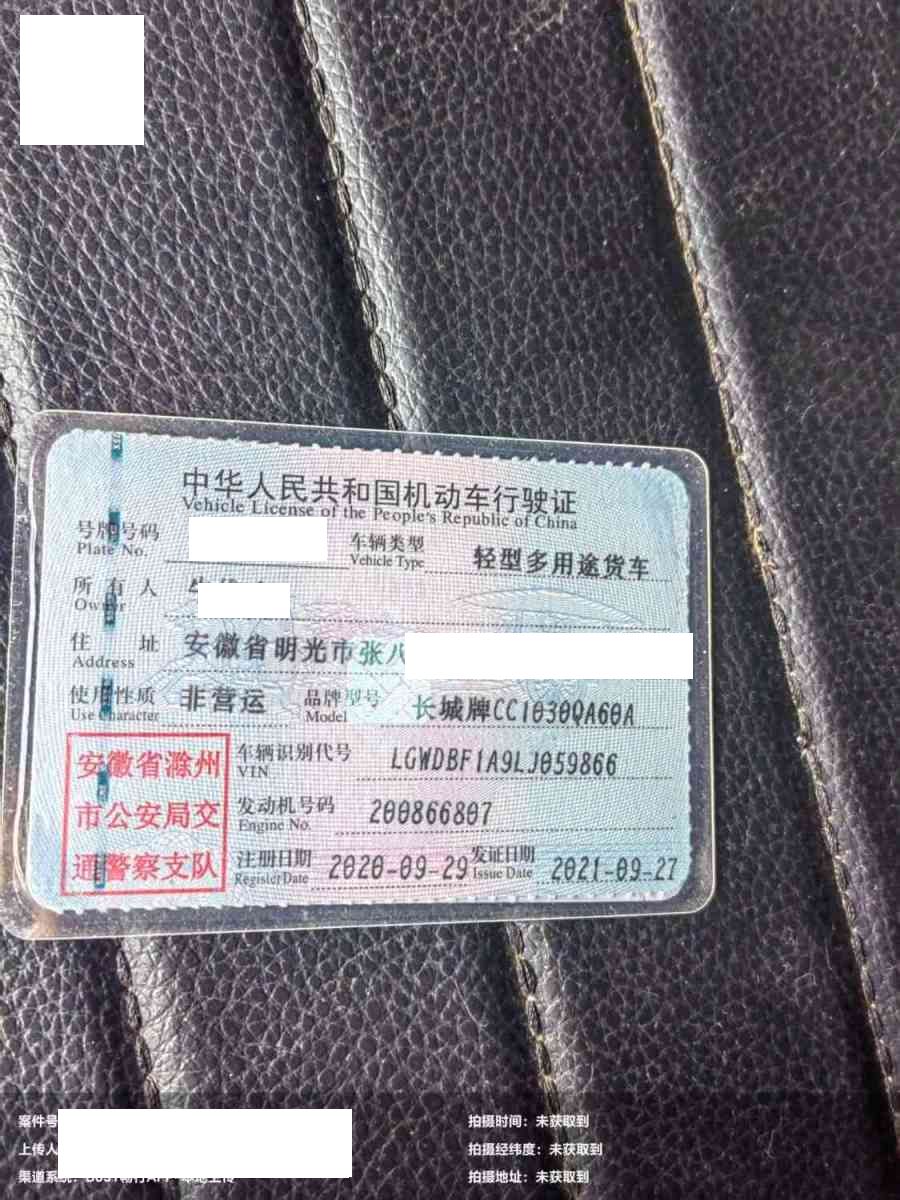 中华人民共和国机动车行驶证
Vehicle License of the People's Republic of China
号牌号码 车辆类型 轻型多用途货车
Plate No. Vehicle Type
所有人
Owner
住址 安徽省明光市张八
Address
使用性质 非营运 品牌型号 长城牌CC1030QA60A
Use Character Model
安徽省滁州 车辆识别代号 LGWDBF1A9LJ059866
VIN
市公安局交 发动机号码 200866807
Engine No.
通警察支队 注册日期 2020-09-29 发证日期 2021-09-27
Register Date Issue Date
案件号 拍摄时间：未获取到
上传人 拍摄经纬度：未获取到
渠道系统： 拍摄地址：未获取到